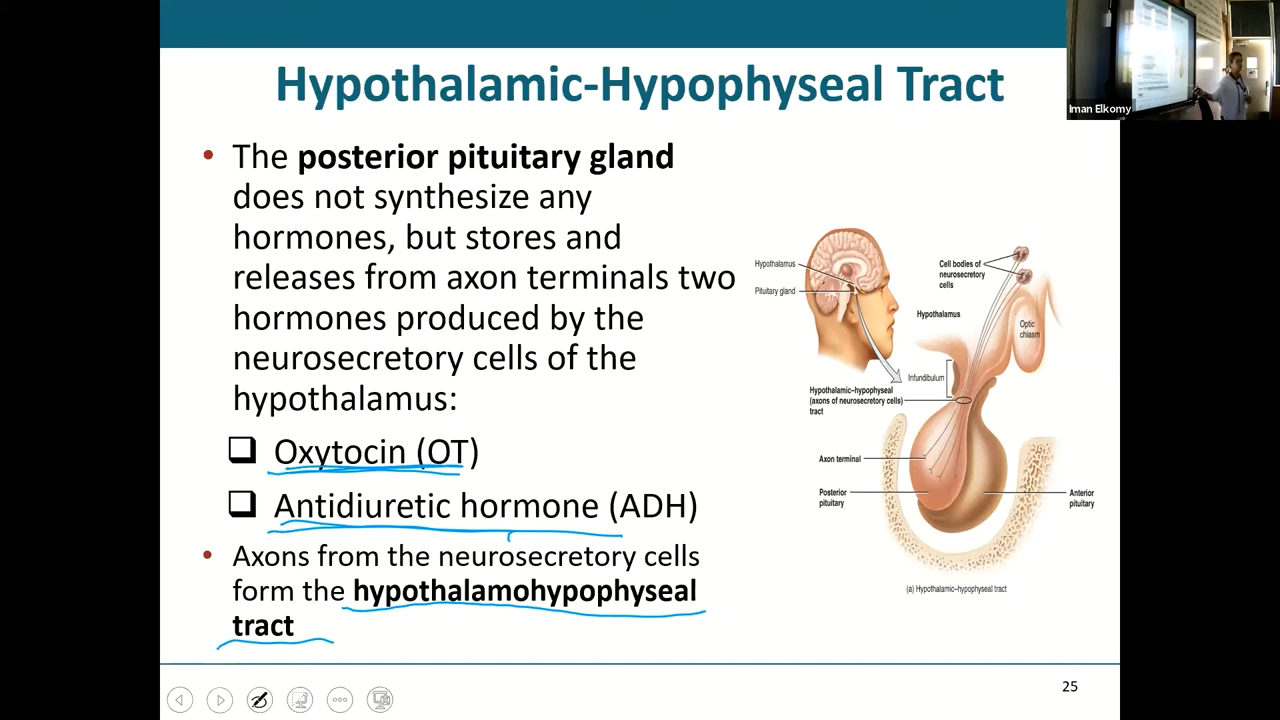 Hypothalamic-Hypophyseal Tract
Iman Elkomy
• The posterior pituitary gland
does not synthesize any
hormones, but stores and
releases from axon terminals two
hormones produced by the
neurosecretory cells of the
hypothalamus:
❑ Oxytocin (OT)
❑ Antidiuretic hormone (ADH)
• Axons from the neurosecretory cells
form the hypothalamohypophyseal
tract
Hypothalamus
Pituitary gland
Cell bodies of
neurosecretory
cells
Hypothalamus
Optic
chiasm
Infundibulum
Hypothalamic–hypophyseal
(axons of neurosecretory cells)
tract
Axon terminal
Posterior
pituitary
Anterior
pituitary
(a) Hypothalamic–hypophyseal tract
25